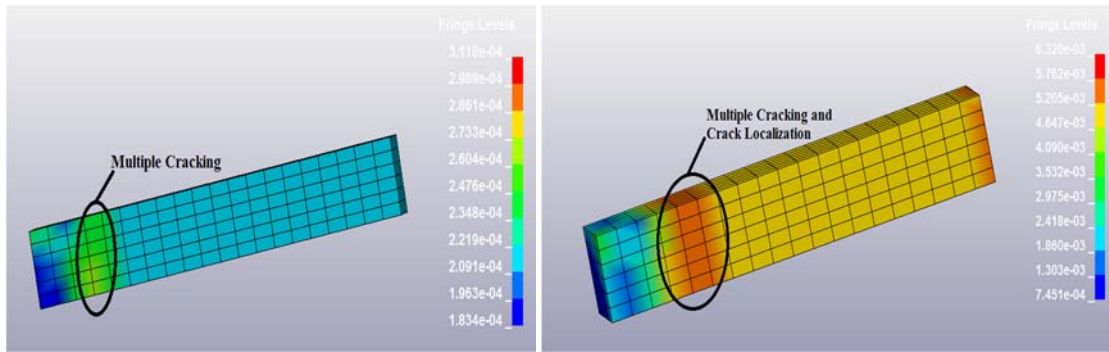 Fringe Levels
3.118e-04
2.989e-04
2.861e-04
2.733e-04
2.604e-04
2.476e-04
2.348e-04
2.219e-04
2.091e-04
1.963e-04
1.834e-04
Multiple Cracking
Fringe Levels
6.320e-03
5.762e-03
5.205e-03
4.647e-03
4.090e-03
3.532e-03
2.975e-03
2.418e-03
1.860e-03
1.303e-03
7.451e-04
Multiple Cracking and
Crack Localization